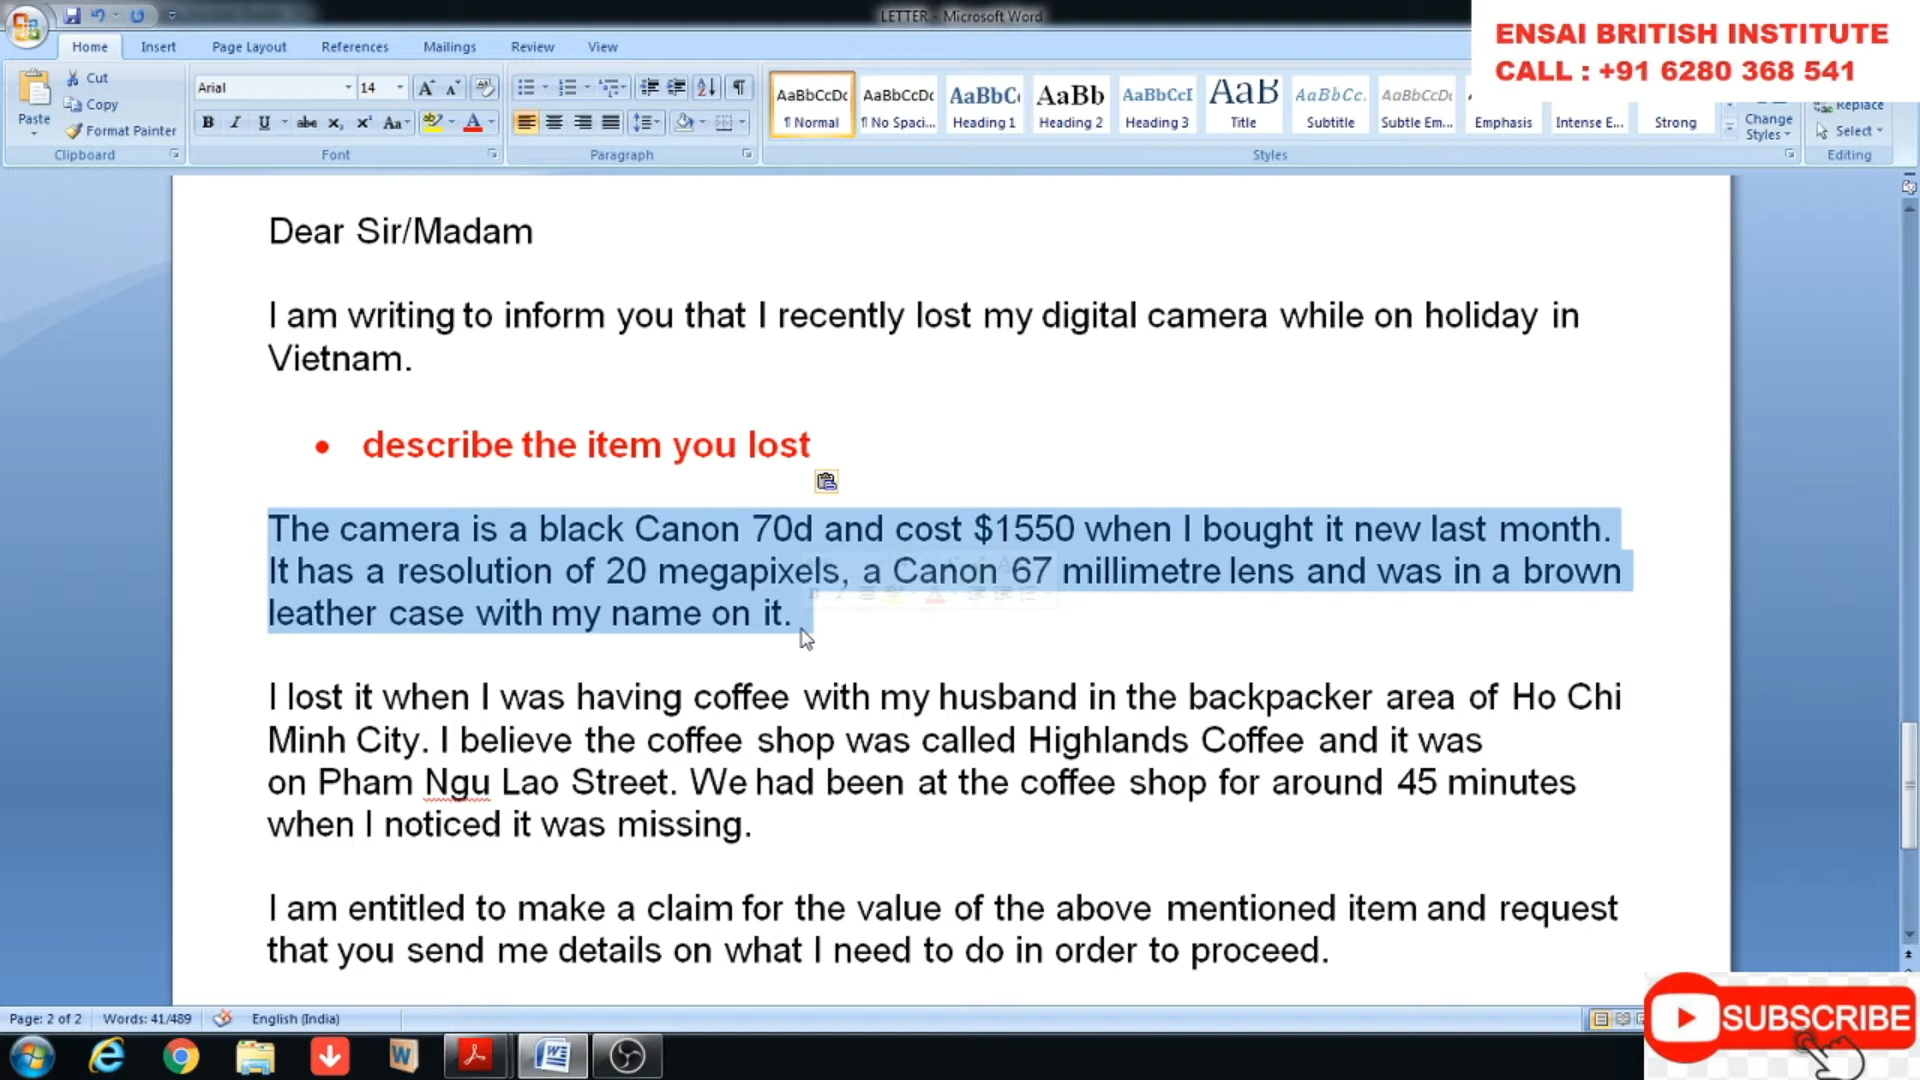 LETTER - Microsoft Word
ENSAI BRITISH INSTITUTE
CALL : +91 6280 368 541
Home Insert Page Layout References Mailings Review View
Paste
Cut
Copy
Format Painter
Clipboard
Arial 14
Font
Paragraph
AaBbCcDc AaBbCcDc AaBbC AaBb AaBbCcI AaB AaBbCc. AaBbCcDc
¶ Normal ¶ No Spaci... Heading 1 Heading 2 Heading 3 Title Subtitle Subtle Em... Emphasis Intense E... Strong
Change Styles
Styles
Replace
Select
Editing
Dear Sir/Madam
I am writing to inform you that I recently lost my digital camera while on holiday in
Vietnam.
• describe the item you lost
The camera is a black Canon 70d and cost $1550 when I bought it new last month.
It has a resolution of 20 megapixels, a Canon 67 millimetre lens and was in a brown
leather case with my name on it.
I lost it when I was having coffee with my husband in the backpacker area of Ho Chi
Minh City. I believe the coffee shop was called Highlands Coffee and it was
on Pham Ngu Lao Street. We had been at the coffee shop for around 45 minutes
when I noticed it was missing.
I am entitled to make a claim for the value of the above mentioned item and request
that you send me details on what I need to do in order to proceed.
Page: 2 of 2 Words: 41/489 English (India)
SUBSCRIBE